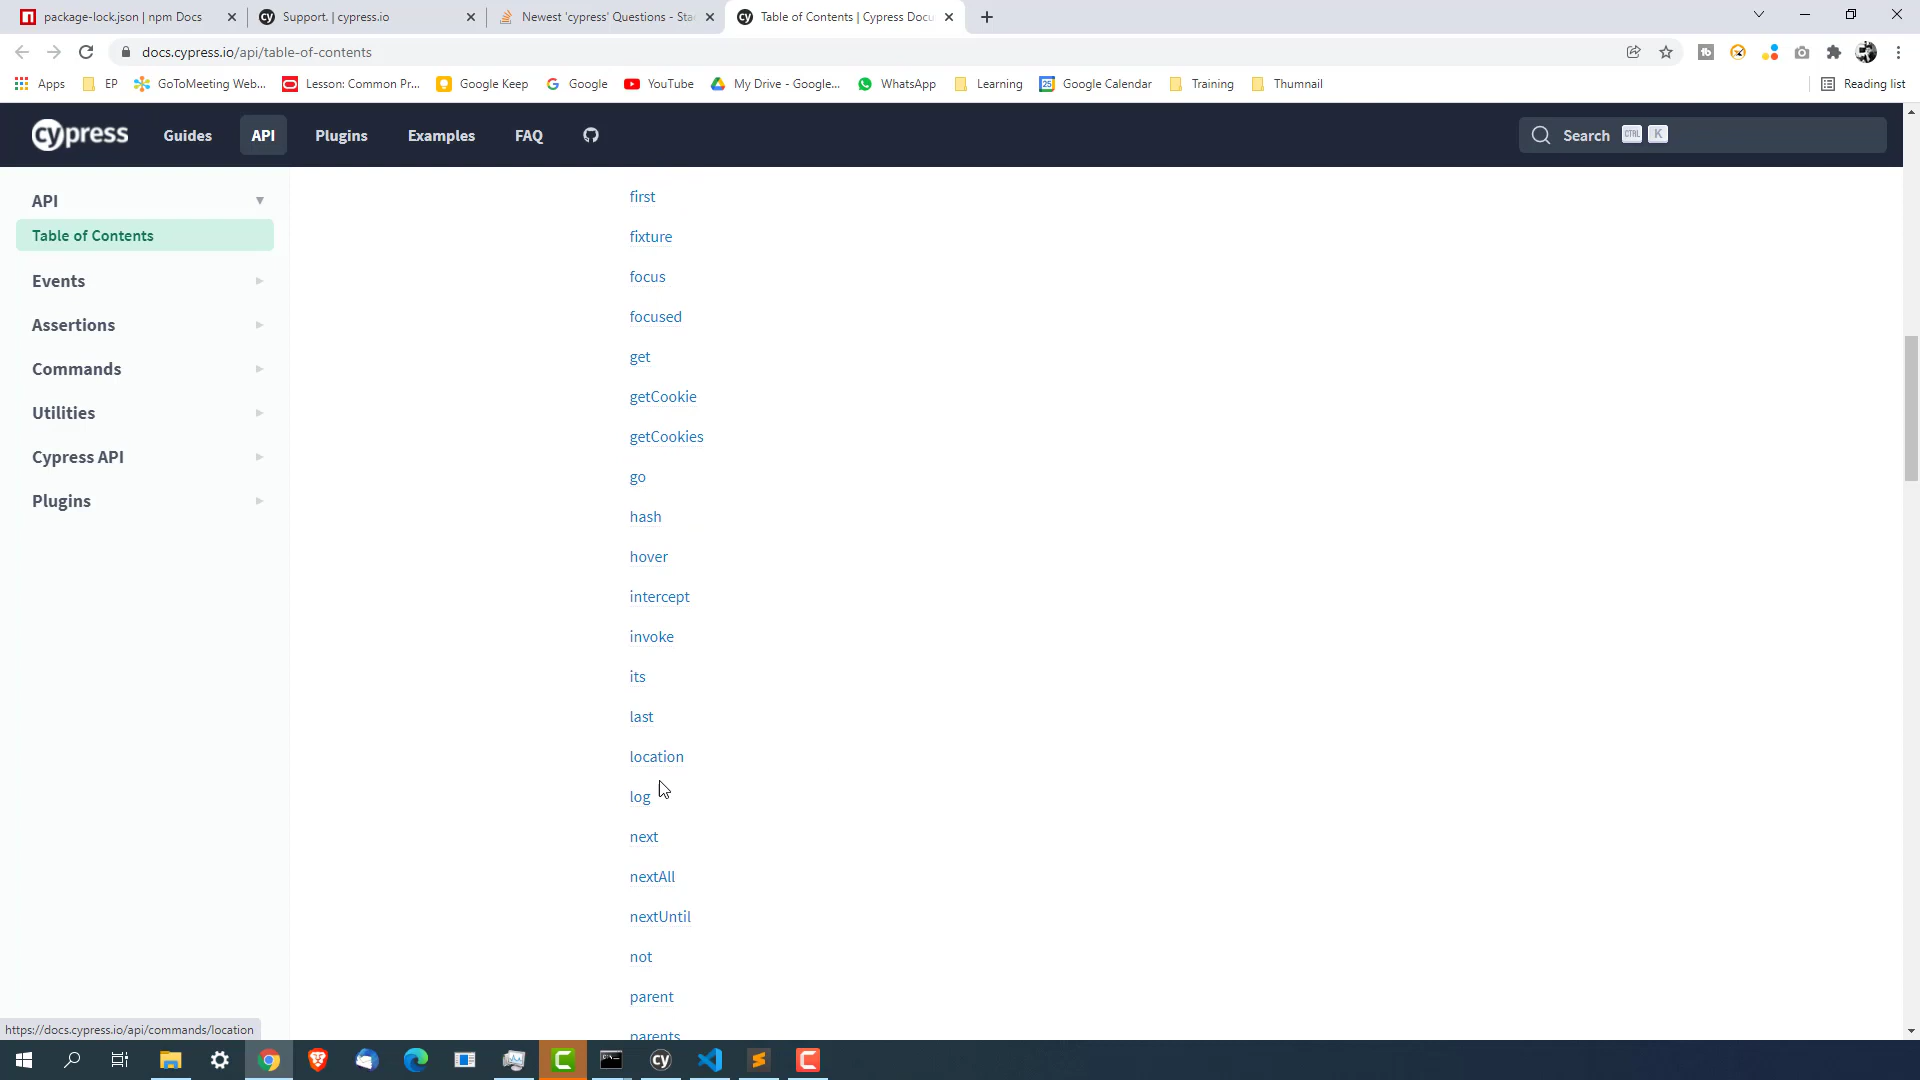 package-lock.json | npm Docs
Support. | cypress.io
Newest 'cypress' Questions - Sta
Table of Contents | Cypress Docu
docs.cypress.io/api/table-of-contents
Apps
EP
GoToMeeting Web...
Lesson: Common Pr...
Google Keep
Google
YouTube
My Drive - Google...
WhatsApp
Learning
Google Calendar
Training
Thumnail
Reading list
cypress
Guides
API
Plugins
Examples
FAQ
Search CTRL K
API
Table of Contents
Events
Assertions
Commands
Utilities
Cypress API
Plugins
first
fixture
focus
focused
get
getCookie
getCookies
go
hash
hover
intercept
invoke
its
last
location
log
next
nextAll
nextUntil
not
parent
parents
https://docs.cypress.io/api/commands/location